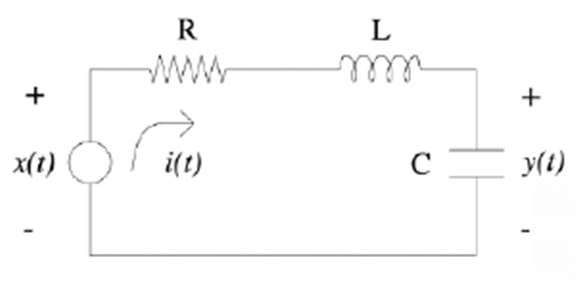 R L
+ +
x(t) i(t) C y(t)
- -